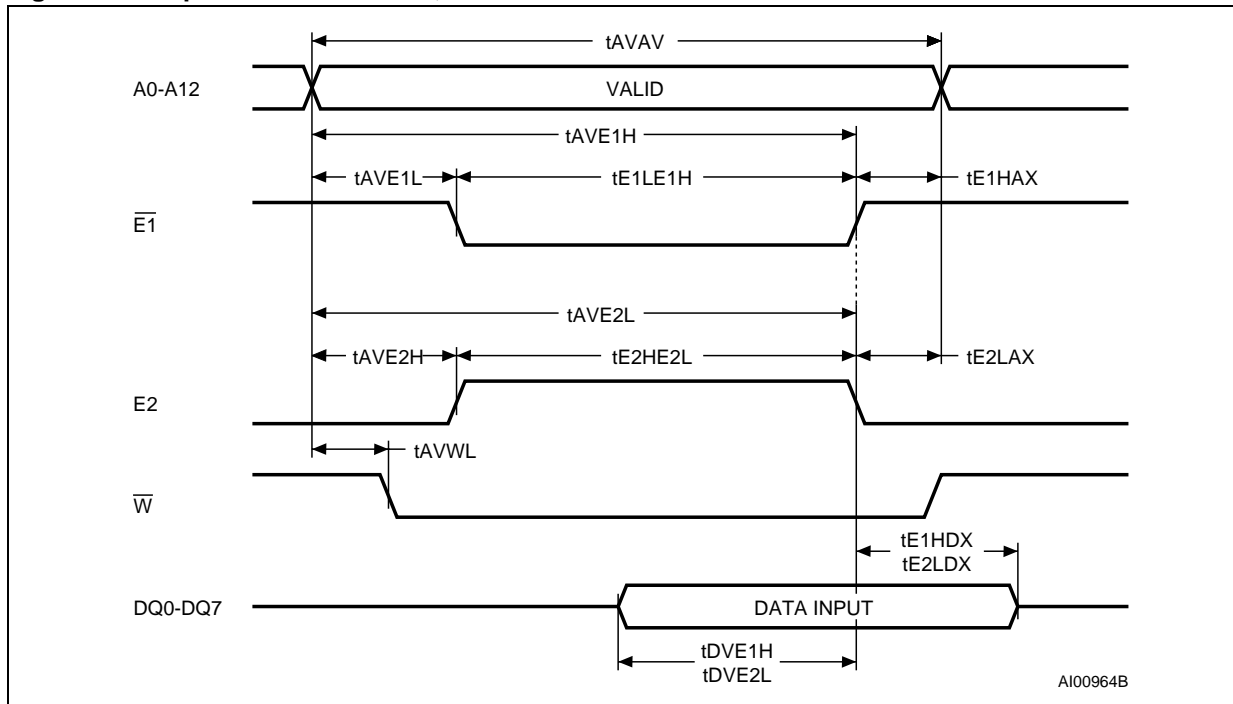 tAVAV
A0-A12
VALID
tAVE1H
tAVE1L
tE1LE1H
tE1HAX
E1
tAVE2L
tAVE2H
tE2HE2L
tE2LAX
E2
tAVWL
W
tE1HDX
tE2LDX
DQ0-DQ7
DATA INPUT
tDVE1H
tDVE2L
AI00964B